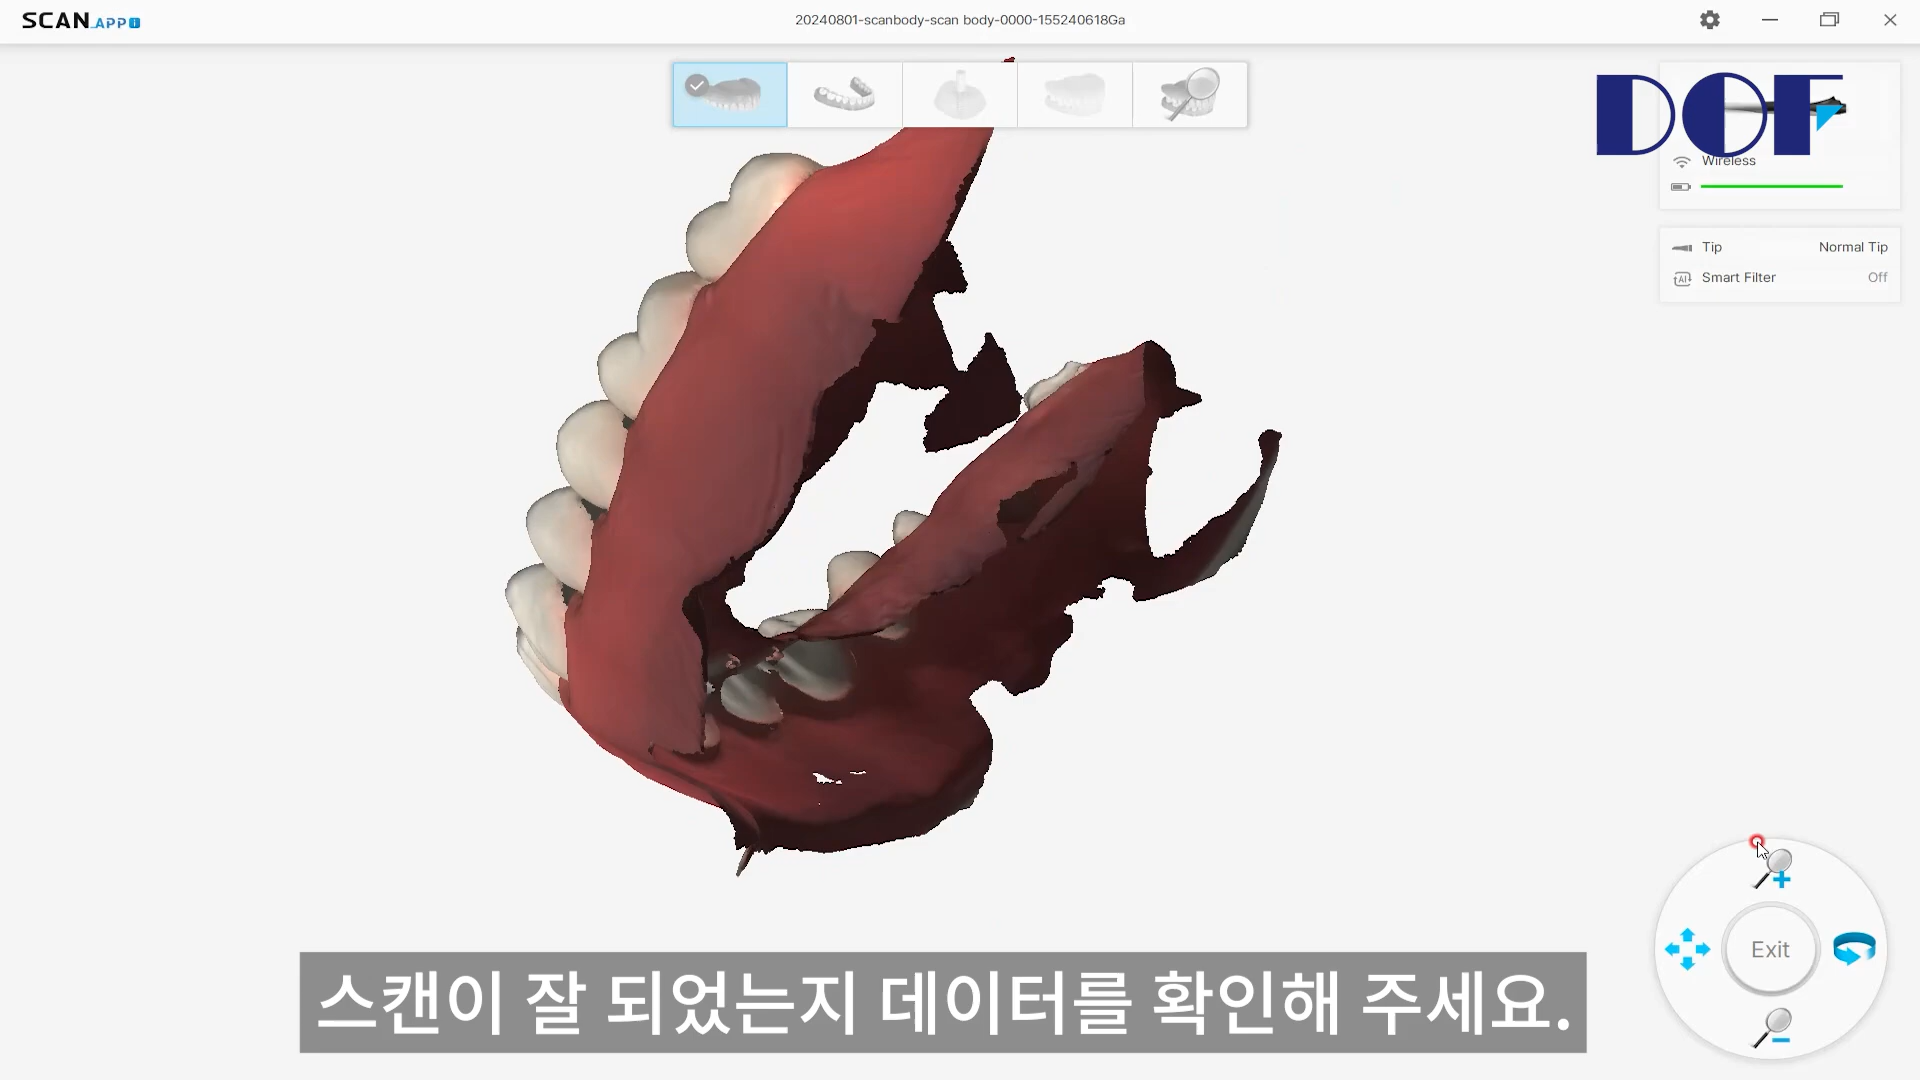 SCAN.APP i
20240801-scanbody-scan body-0000-155240618Ga
DOF
Wireless
Tip Normal Tip
AI Smart Filter Off
Exit
스캔이 잘 되었는지 데이터를 확인해 주세요.